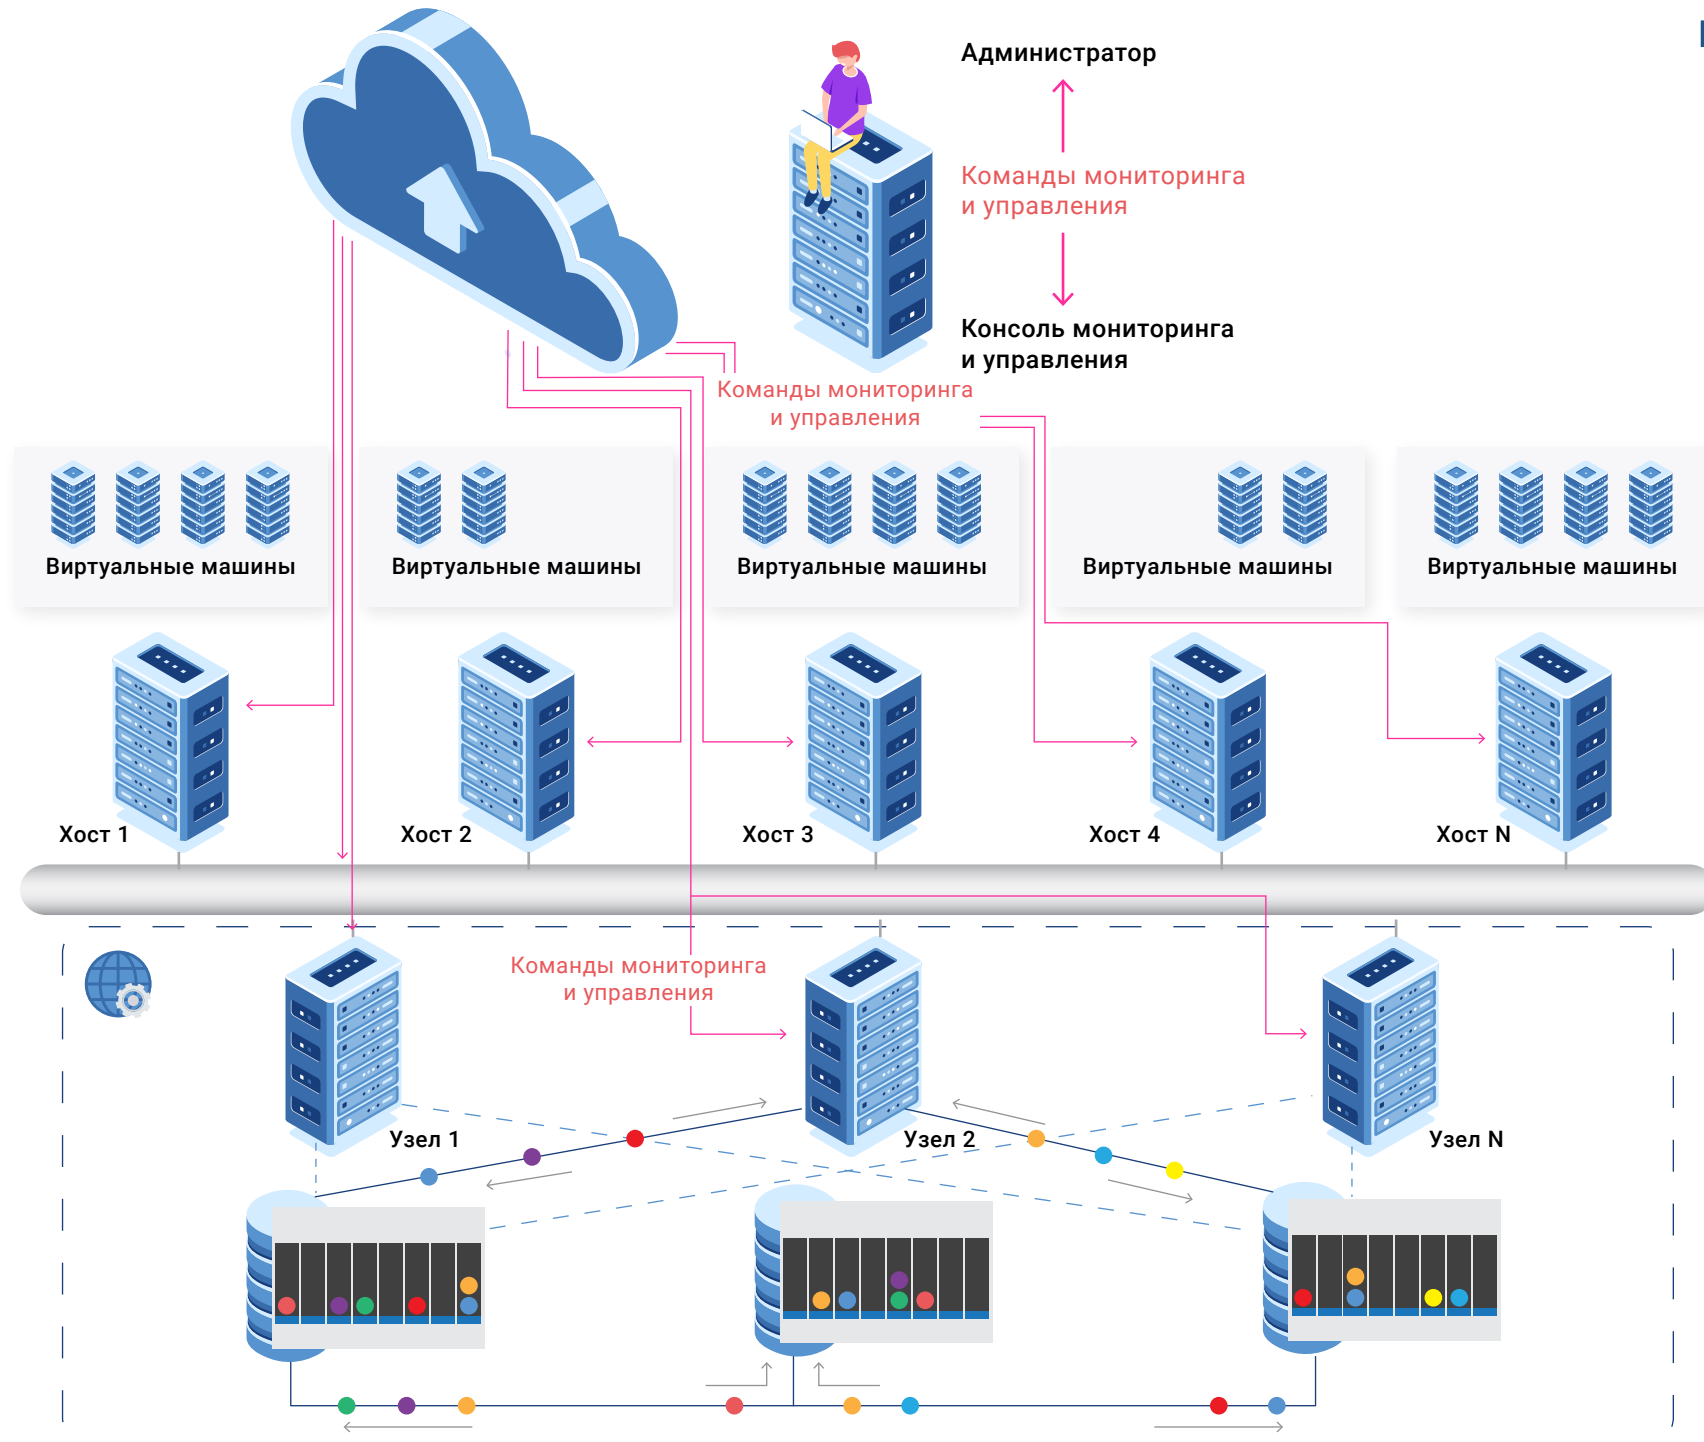 Администратор
Команды мониторинга
и управления
Консоль мониторинга
и управления
Команды мониторинга
и управления
Виртуальные машины
Виртуальные машины
Виртуальные машины
Виртуальные машины
Виртуальные машины
Хост 1
Хост 2
Хост 3
Хост 4
Хост N
Команды мониторинга
и управления
Узел 1
Узел 2
Узел N